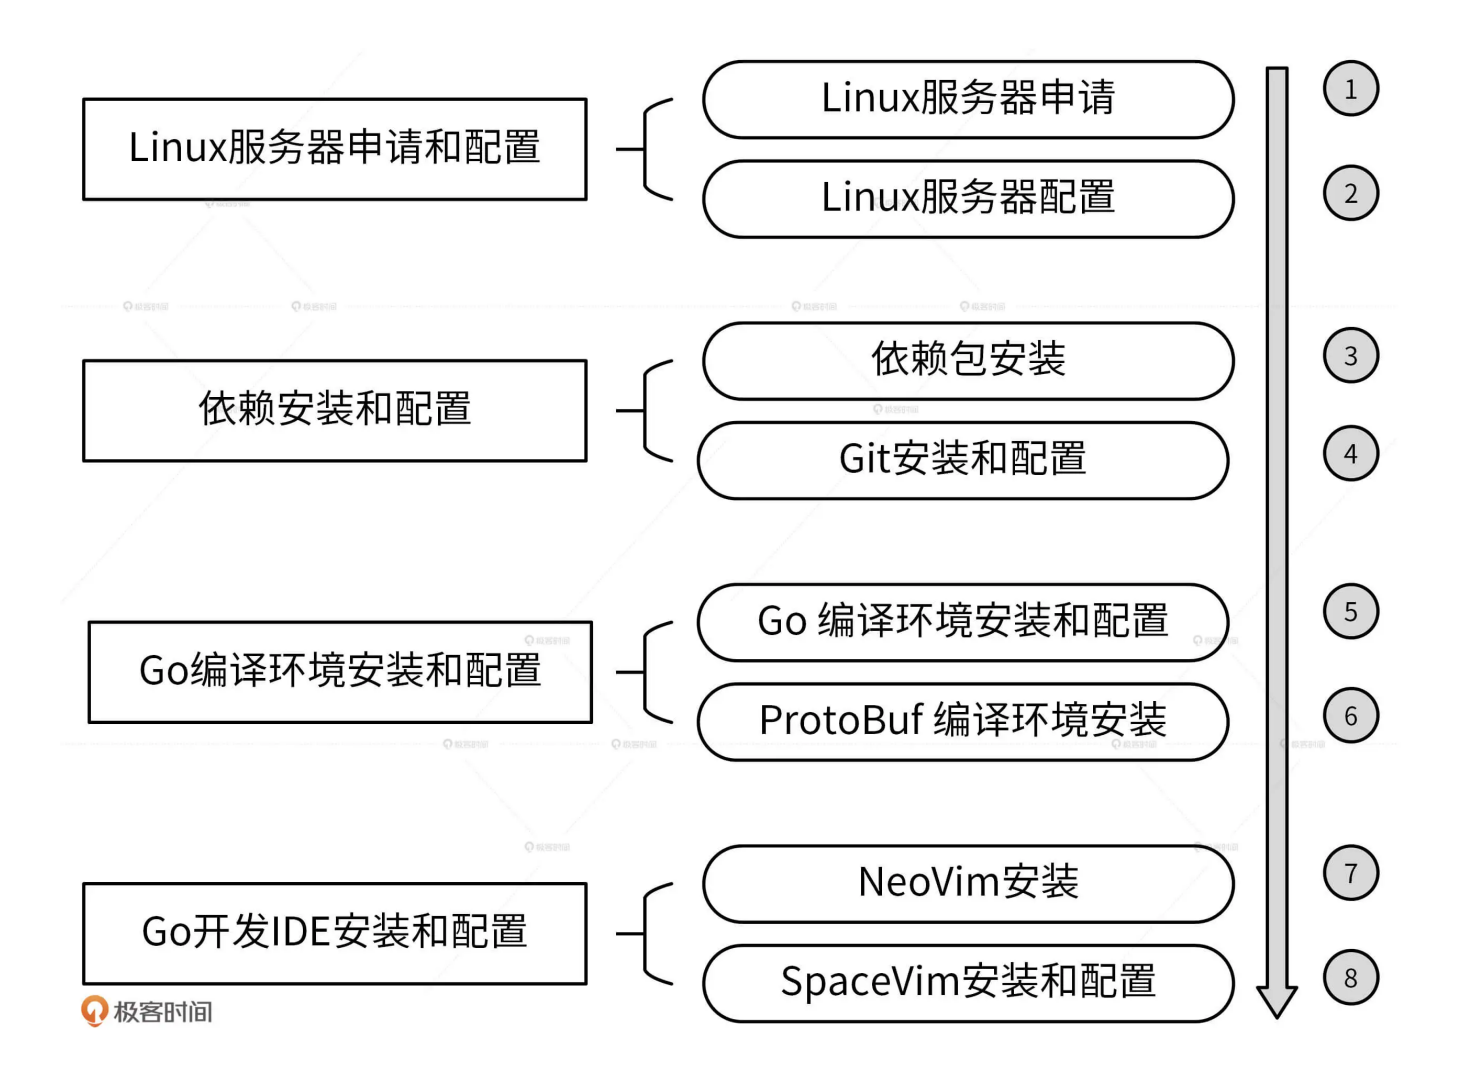 Linux服务器申请和配置
Linux服务器申请
1
Linux服务器配置
2
依赖安装和配置
依赖包安装
3
Git安装和配置
4
Go编译环境安装和配置
Go 编译环境安装和配置
5
ProtoBuf 编译环境安装
6
Go开发IDE安装和配置
NeoVim安装
7
SpaceVim安装和配置
8
极客时间